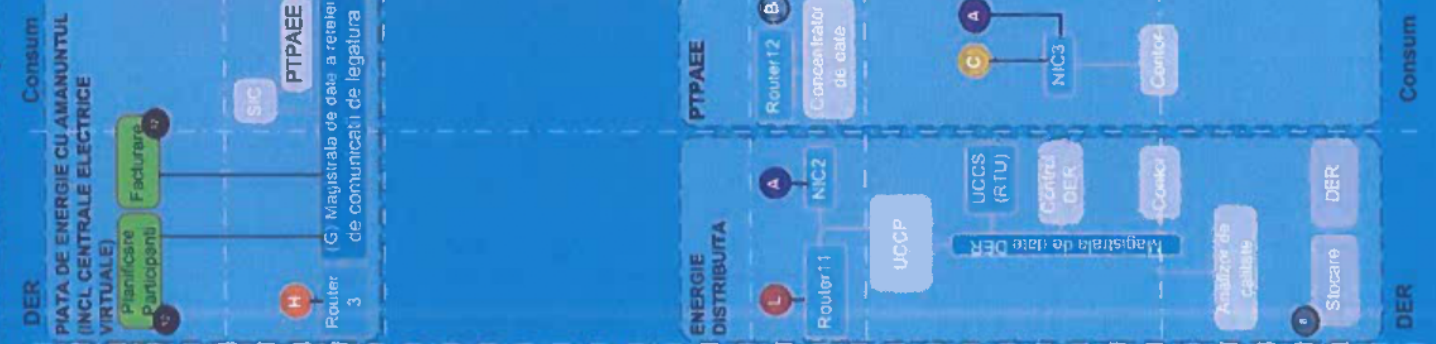 DER
Consum
PIATA DE ENERGIE CU AMANUNTUL
(INCL CENTRALE ELECTRICE
VIRTUALE)
Planificare
Participanti
Facturare
SIC
PTPAEE
H
Router
3
(G) Magistrala de date a retelei
de comunicatii de legatura
ENERGIE
DISTRIBUITA
L
Router11
A
NIC2
UCCP
Magistrala de date
DER
UCCS
(RTU)
Control
DER
Contor
Analizor de
calitate
Stocare
DER
PTPAEE
B
Router12
Concentrator
de date
C
A
NIC3
Contor
DER
Consum